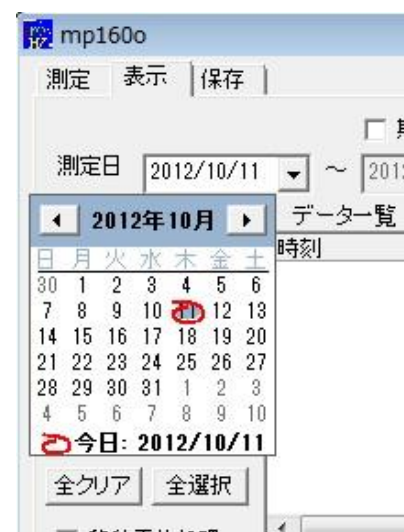 mp160o
測定 表示 保存
測定日 2012/10/11 ～ 201
2012年10月 データ一覧
時刻
日 月 火 水 木 金 土
30 1 2 3 4 5 6
7 8 9 10 11 12 13
14 15 16 17 18 19 20
21 22 23 24 25 26 27
28 29 30 31 1 2 3
4 5 6 7 8 9 10
今日: 2012/10/11
全クリア 全選択